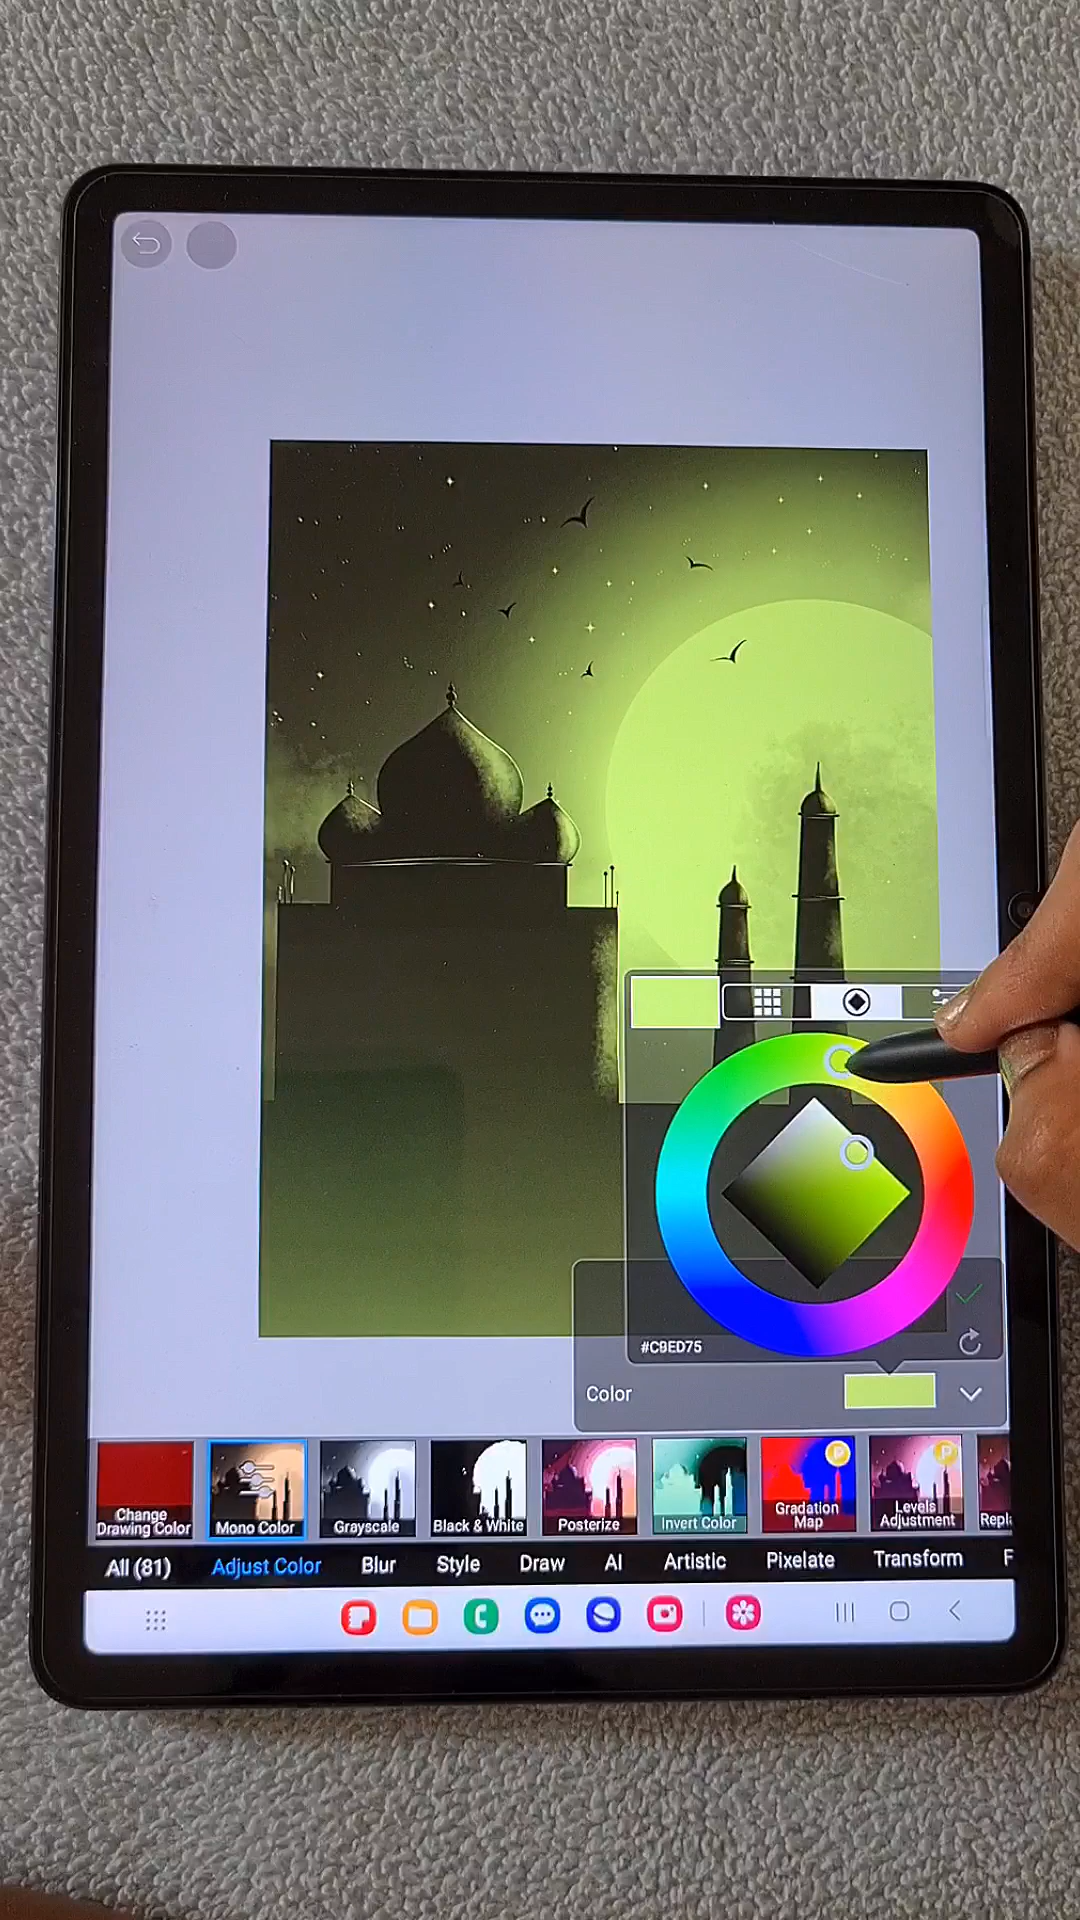 #C9ED75
Color
Change
Drawing Color
Mono Color
Grayscale
Black & White
Posterize
Invert Color
P
Gradation
Map
P
Levels
Adjustment
Repl
All (81)
Adjust Color
Blur
Style
Draw
AI
Artistic
Pixelate
Transform
F